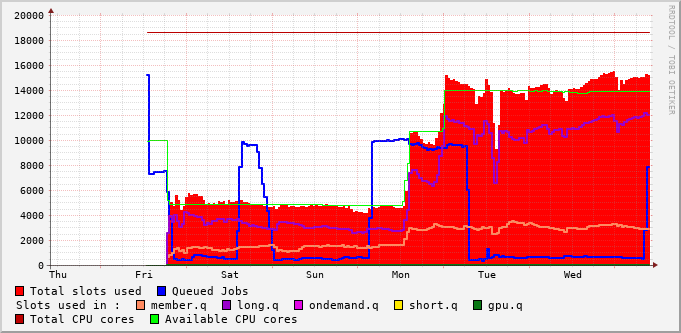 RRDTOOL / TOBI OETIKER
20000
18000
16000
14000
12000
10000
8000
6000
4000
2000
0
Thu Fri Sat Sun Mon Tue Wed
Total slots used Queued Jobs
Slots used in : member.q long.q ondemand.q short.q gpu.q
Total CPU cores Available CPU cores